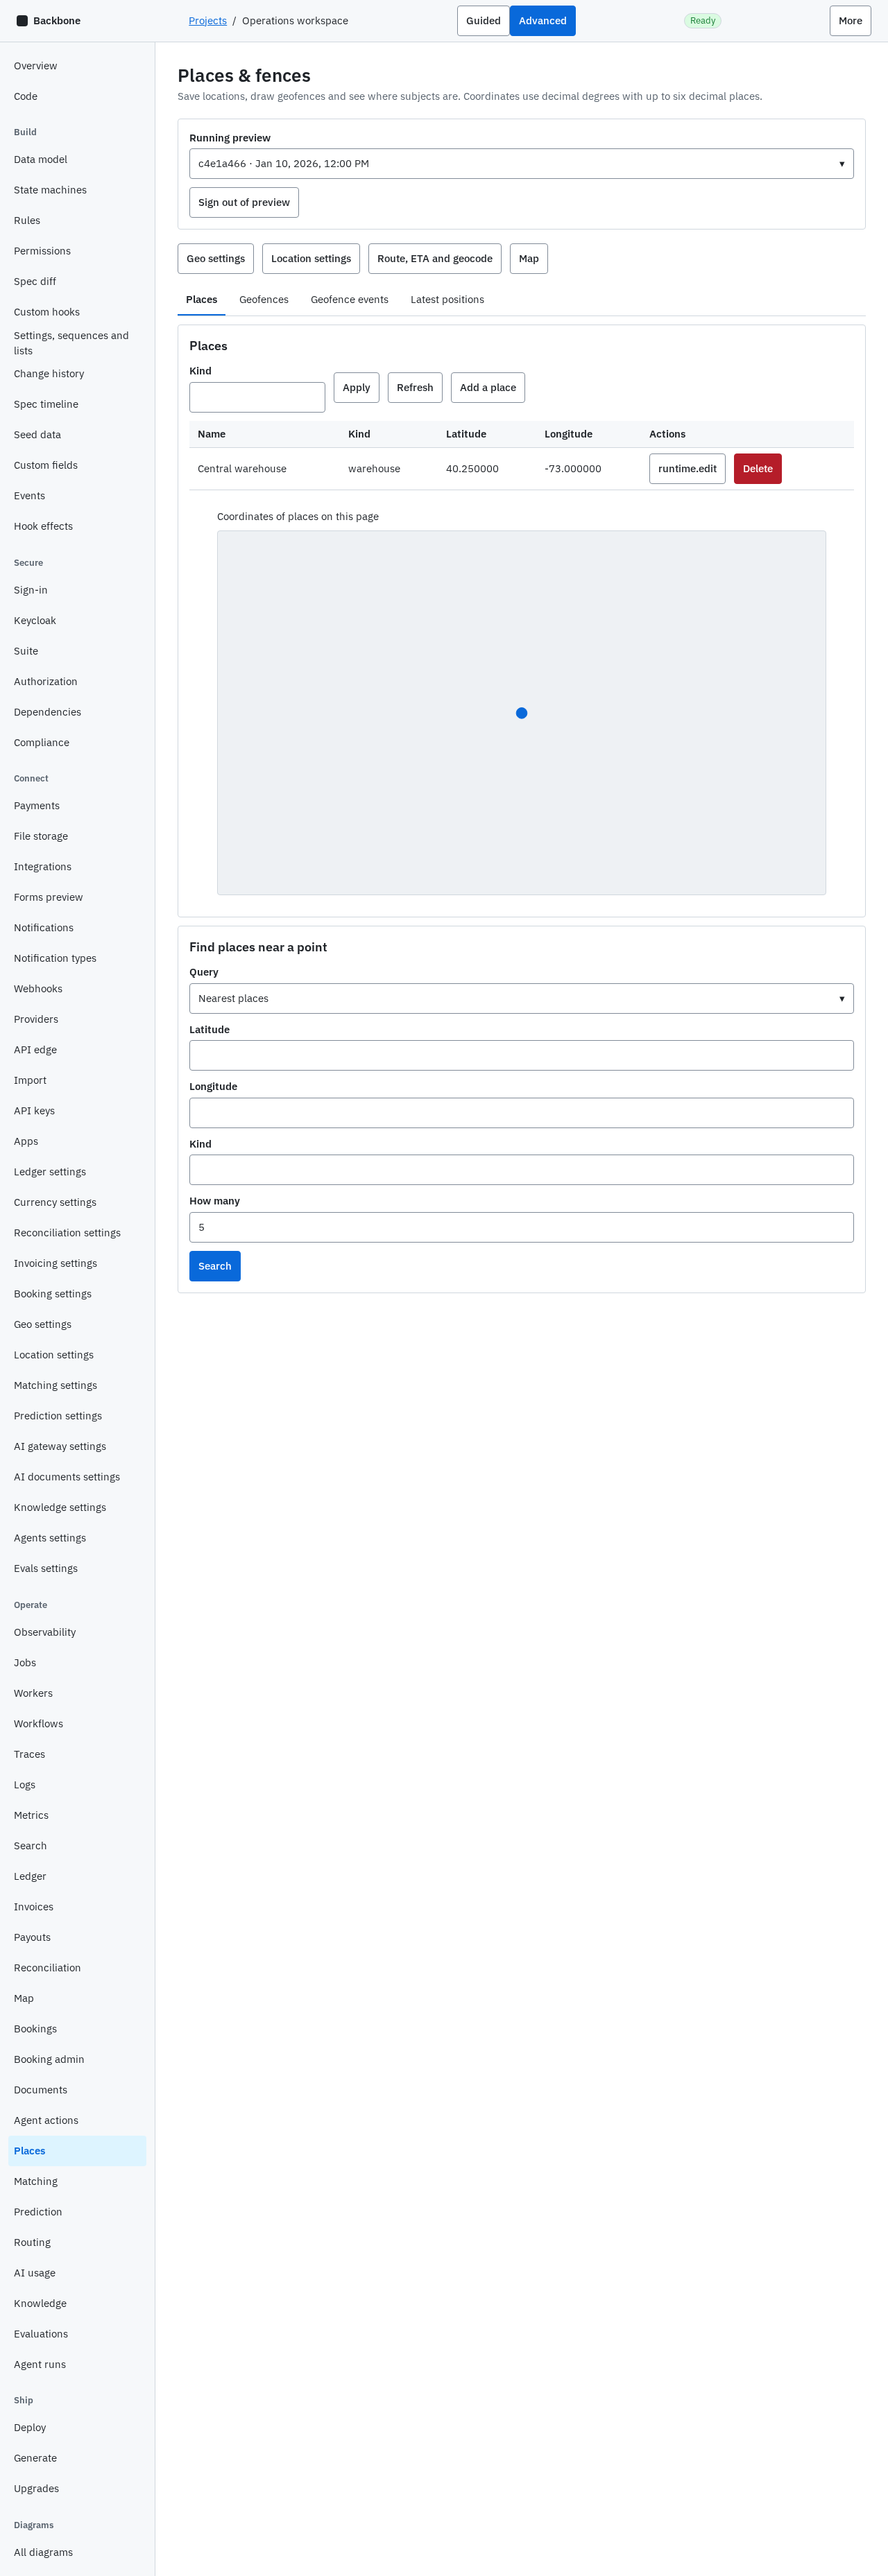 Backbone
Projects / Operations workspace
Guided
Advanced
Ready
More
Overview
Code
Build
Data model
State machines
Rules
Permissions
Spec diff
Custom hooks
Settings, sequences and
lists
Change history
Spec timeline
Seed data
Custom fields
Events
Hook effects
Secure
Sign-in
Keycloak
Suite
Authorization
Dependencies
Compliance
Connect
Payments
File storage
Integrations
Forms preview
Notifications
Notification types
Webhooks
Providers
API edge
Import
API keys
Apps
Ledger settings
Currency settings
Reconciliation settings
Invoicing settings
Booking settings
Geo settings
Location settings
Matching settings
Prediction settings
AI gateway settings
AI documents settings
Knowledge settings
Agents settings
Evals settings
Operate
Observability
Jobs
Workers
Workflows
Traces
Logs
Metrics
Search
Ledger
Invoices
Payouts
Reconciliation
Map
Bookings
Booking admin
Documents
Agent actions
Places
Matching
Prediction
Routing
AI usage
Knowledge
Evaluations
Agent runs
Ship
Deploy
Generate
Upgrades
Diagrams
All diagrams
Places & fences
Save locations, draw geofences and see where subjects are. Coordinates use decimal degrees with up to six decimal places.
Running preview
c4e1a466 · Jan 10, 2026, 12:00 PM
Sign out of preview
Geo settings
Location settings
Route, ETA and geocode
Map
Places
Geofences
Geofence events
Latest positions
Places
Kind
Apply
Refresh
Add a place
Name Kind Latitude Longitude Actions
Central warehouse warehouse 40.250000 -73.000000 runtime.edit Delete
Coordinates of places on this page
Find places near a point
Query
Nearest places
Latitude
Longitude
Kind
How many
5
Search